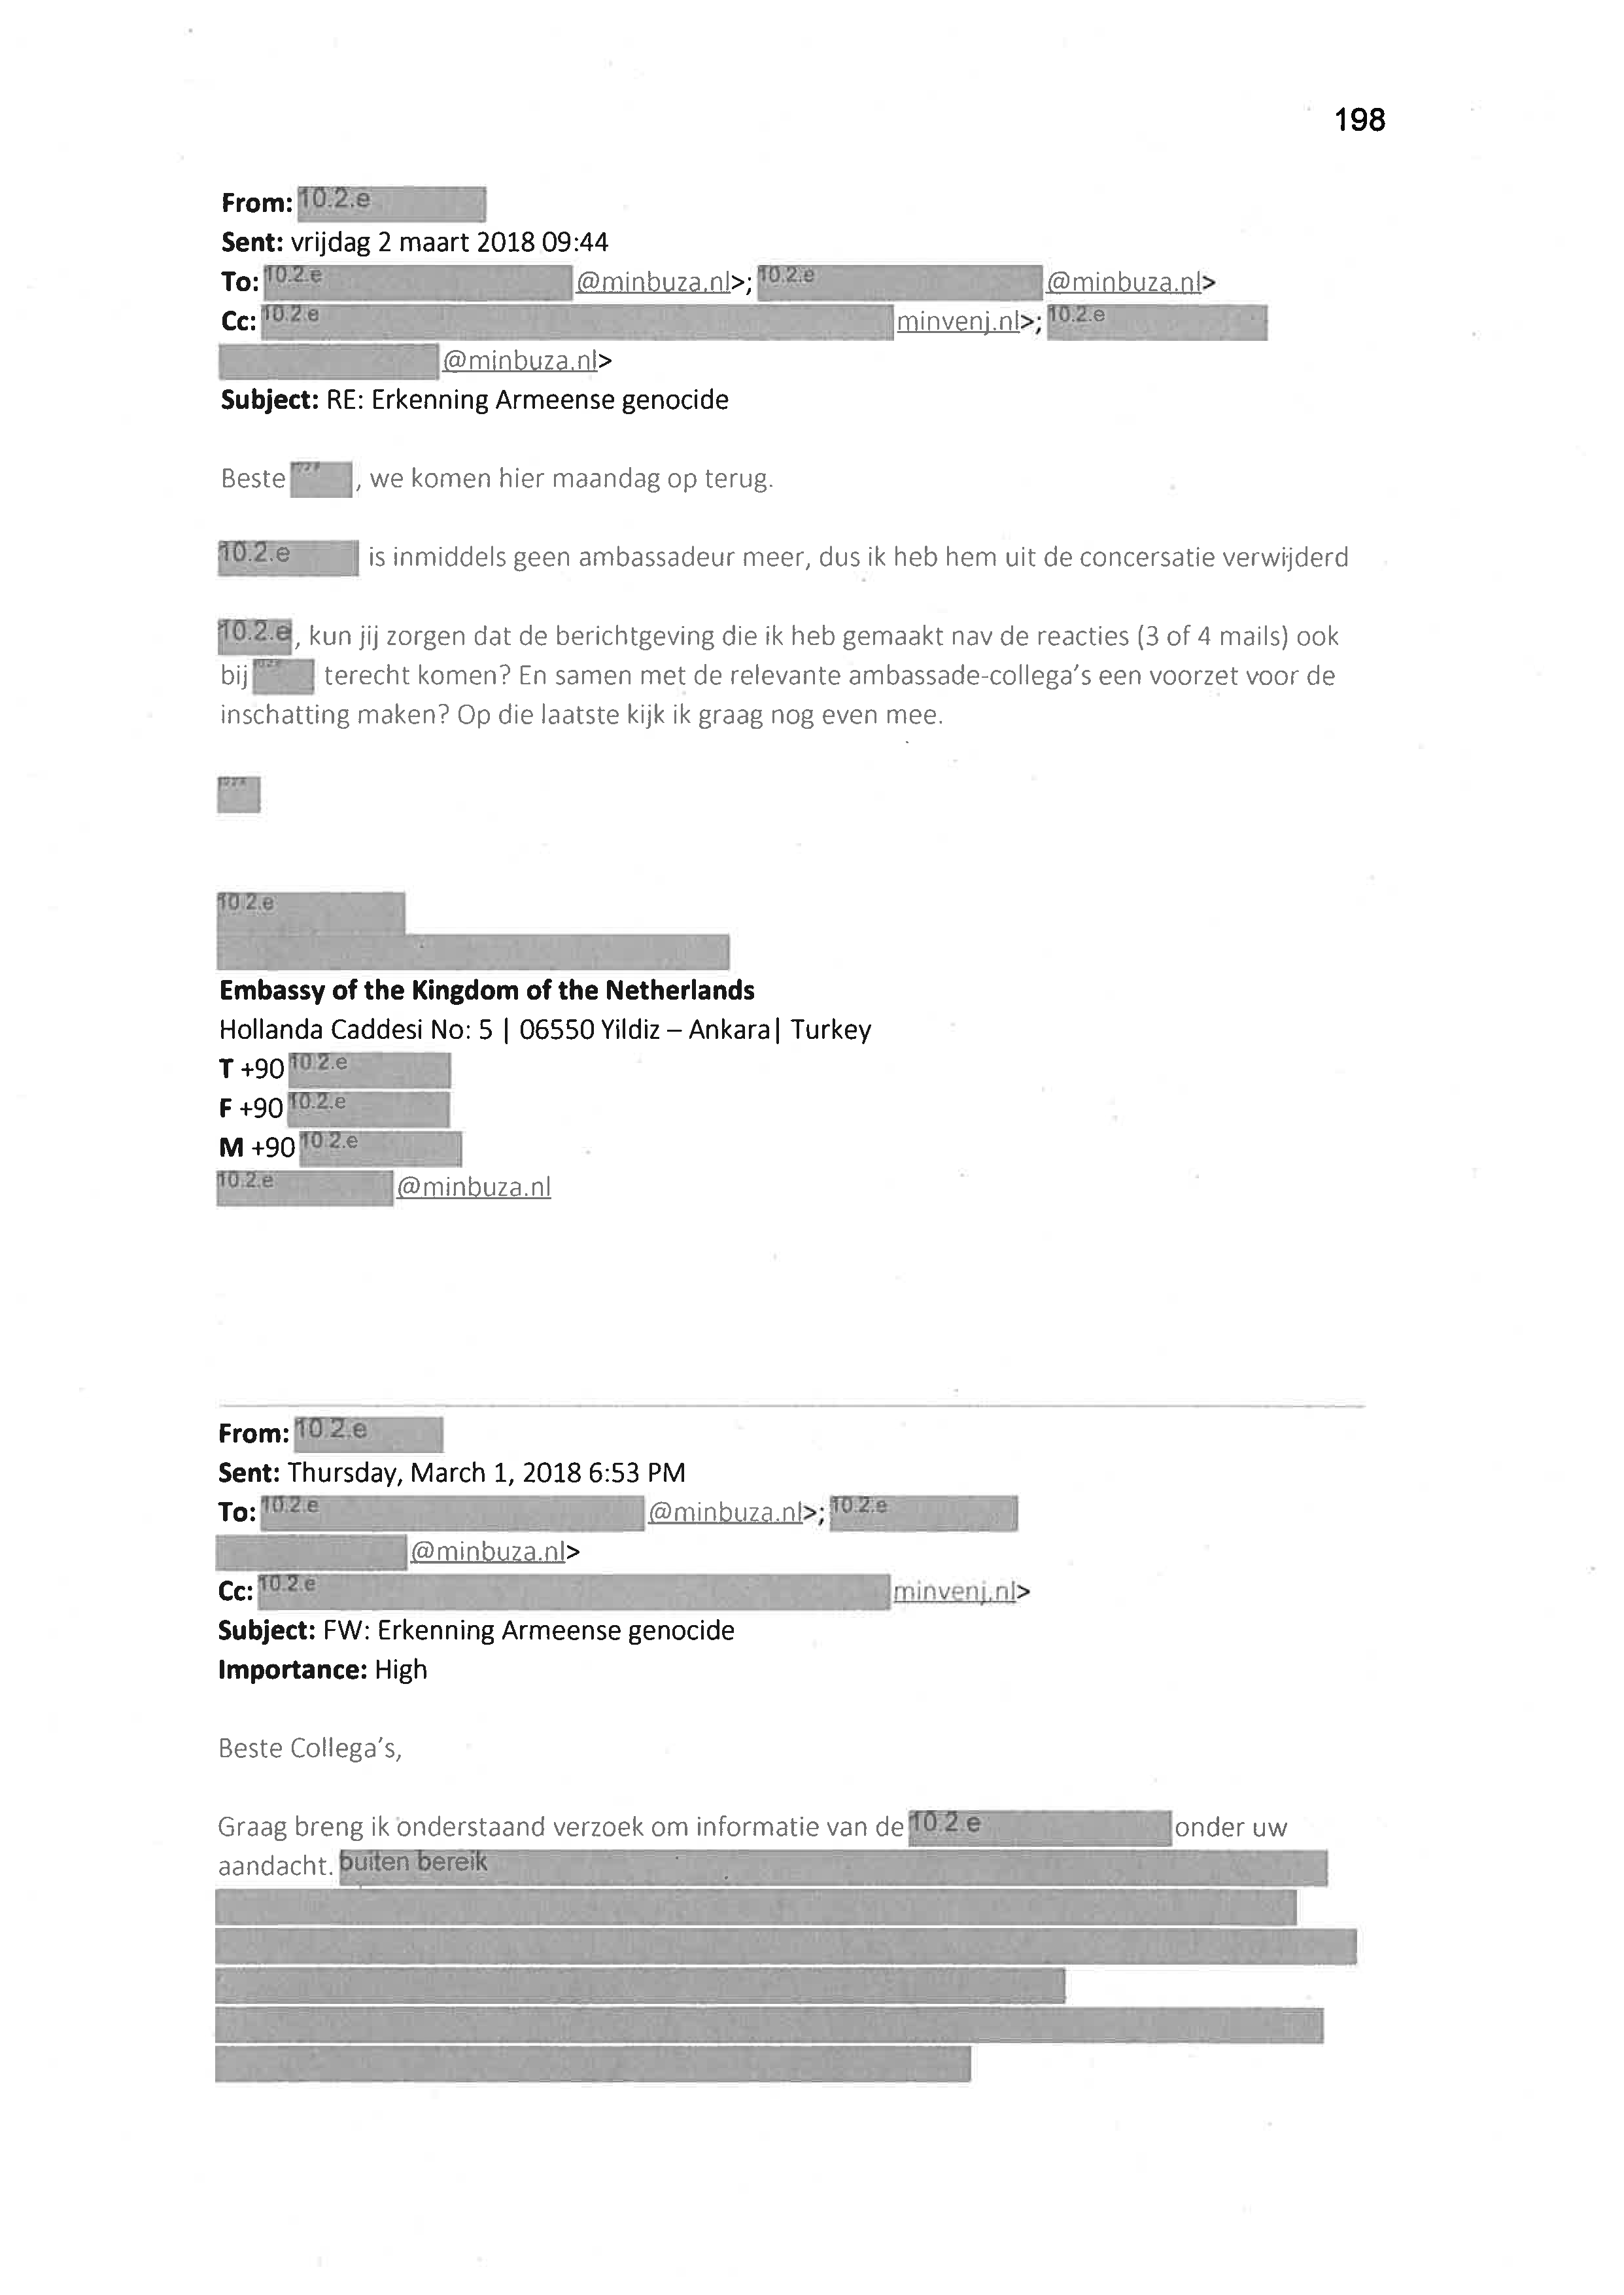 198
From: 10.2.e
Sent: vrijdag 2 maart 2018 09:44
To: 10.2.e @minbuza.nl>; 10.2.e @minbuza.nl>
Cc: 10.2.e minvenj.nl>; 10.2.e
@minbuza.nl>
Subject: RE: Erkenning Armeense genocide
Beste , we komen hier maandag op terug.
10.2.e is inmiddels geen ambassadeur meer, dus ik heb hem uit de concersatie verwijderd
10.2.e, kun jij zorgen dat de berichtgeving die ik heb gemaakt nav de reacties (3 of 4 mails) ook
bij terecht komen? En samen met de relevante ambassade-collega's een voorzet voor de
inschatting maken? Op die laatste kijk ik graag nog even mee.
10.2.e
Embassy of the Kingdom of the Netherlands
Hollanda Caddesi No: 5 | 06550 Yildiz – Ankara| Turkey
T +90 10.2.e
F +90 10.2.e
M +90 10.2.e
10.2.e @minbuza.nl
From: 10.2.e
Sent: Thursday, March 1, 2018 6:53 PM
To: 10.2.e @minbuza.nl>; 10.2.e
@minbuza.nl>
Cc: 10.2.e minvenj.nl>
Subject: FW: Erkenning Armeense genocide
Importance: High
Beste Collega's,
Graag breng ik onderstaand verzoek om informatie van de 10.2.e onder uw
aandacht. buiten bereik